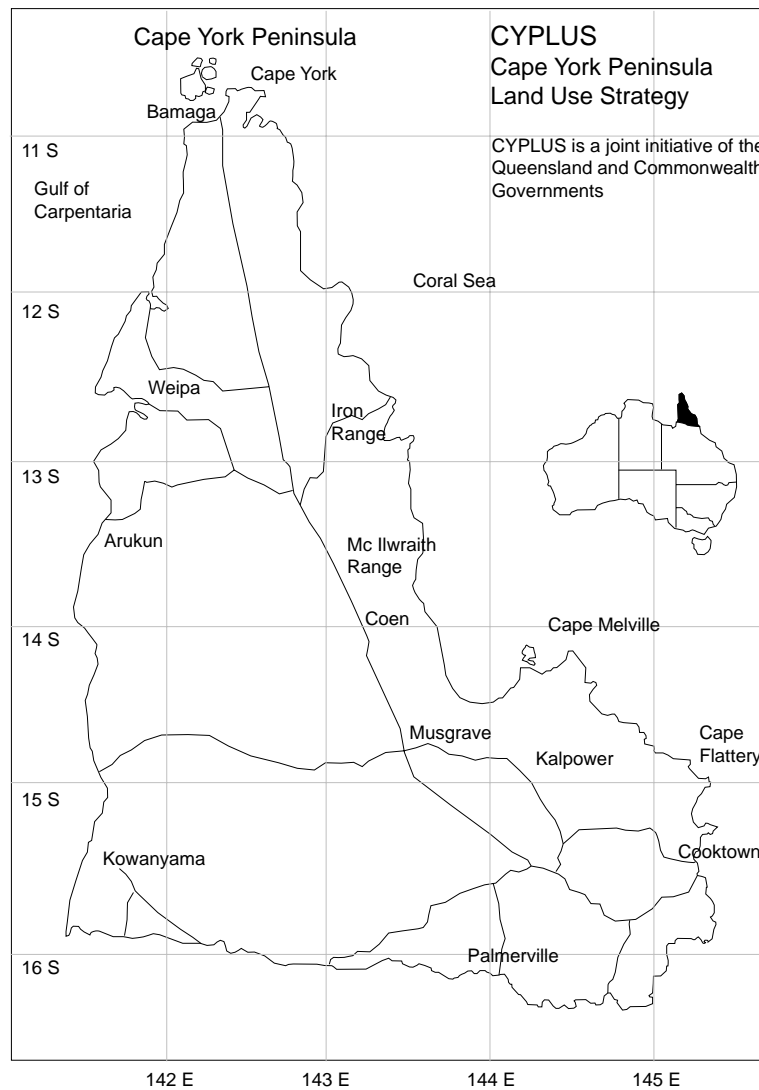 Cape York Peninsula
CYPLUS
Cape York Peninsula
Land Use Strategy
CYPLUS is a joint initiative of the
Queensland and Commonwealth
Governments
Cape York
Bamaga
11 S
Gulf of
Carpentaria
Coral Sea
12 S
Weipa
Iron
Range
13 S
Arukun
Mc Ilwraith
Range
Coen
Cape Melville
14 S
Musgrave
Cape
Flattery
Kalpower
15 S
Kowanyama
Cooktown
Palmerville
16 S
142 E
143 E
144 E
145 E